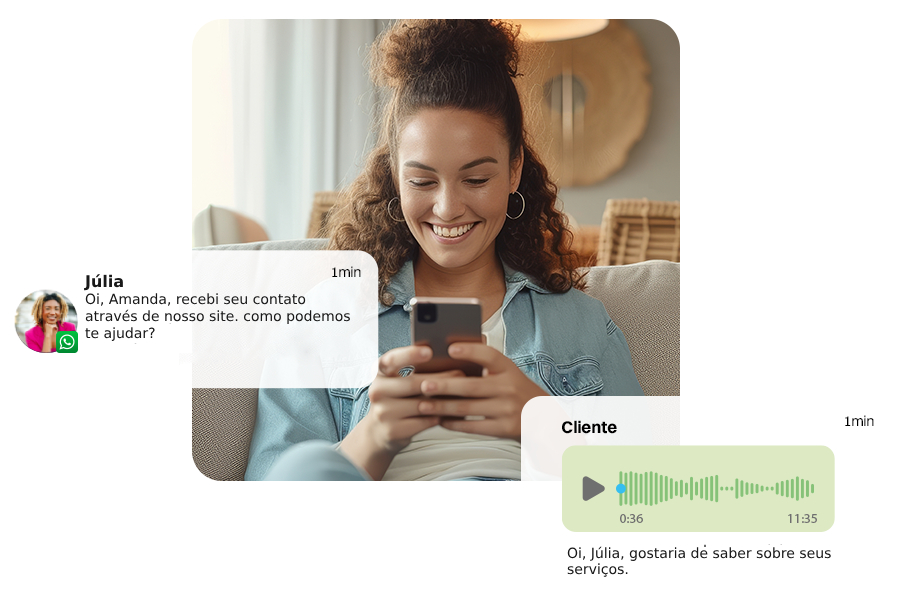 1min
Júlia
Oi, Amanda, recebi seu contato
através de nosso site. como podemos
te ajudar?
1min
Cliente
0:36
11:35
Oi, Júlia, gostaria de saber sobre seus
serviços.